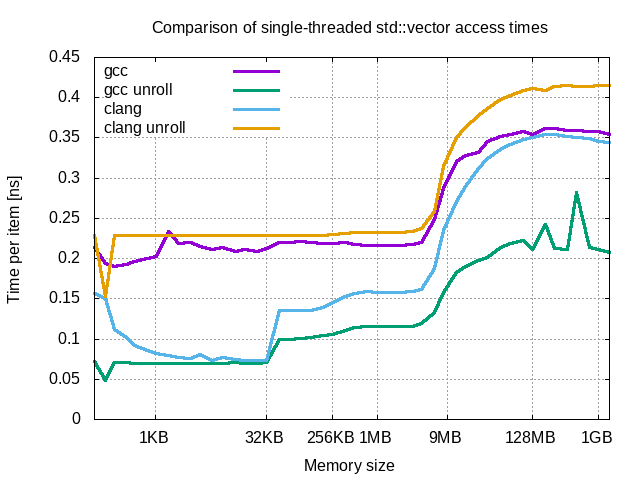 Comparison of single-threaded std::vector access times
0.45
0.4
0.35
0.3
0.25
0.2
0.15
0.1
0.05
0
Time per item [ns]
gcc
gcc unroll
clang
clang unroll
1KB 32KB 256KB 1MB 9MB 128MB 1GB
Memory size